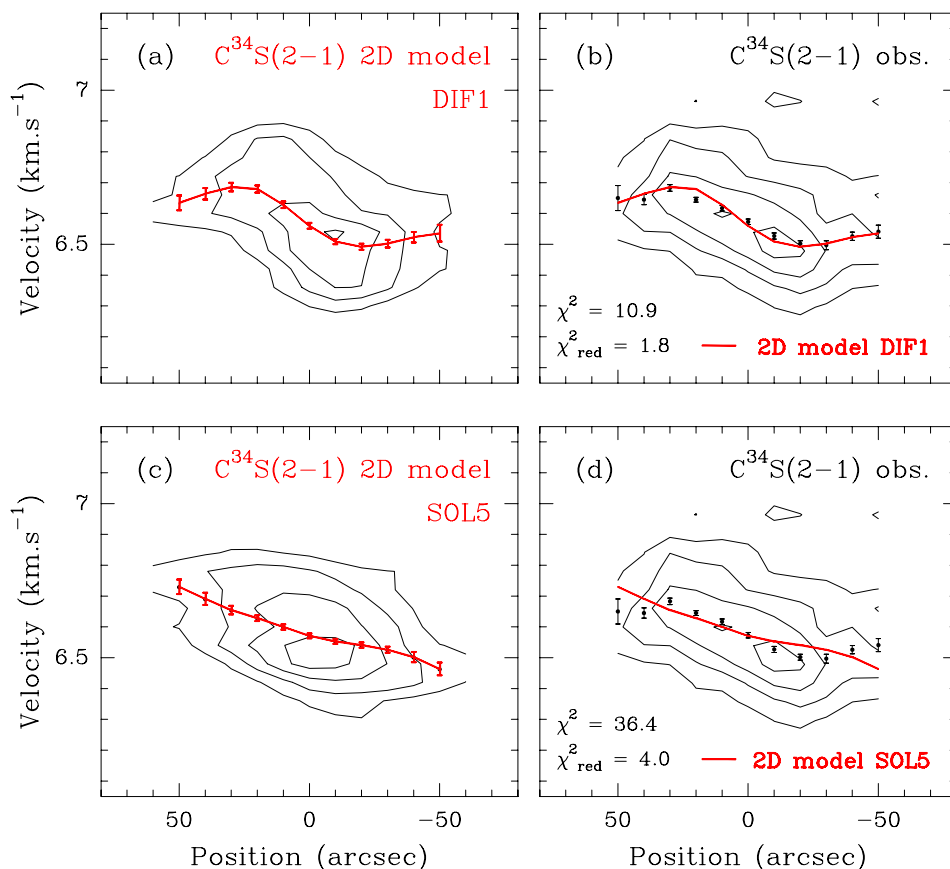 (a) C³⁴S(2−1) 2D model
DIF1
(b) C³⁴S(2−1) obs.
7
6.5
Velocity (km.s⁻¹)
χ² = 10.9
χ²red = 1.8
2D model DIF1
(c) C³⁴S(2−1) 2D model
SOL5
(d) C³⁴S(2−1) obs.
7
6.5
Velocity (km.s⁻¹)
χ² = 36.4
χ²red = 4.0
2D model SOL5
50 0 −50
50 0 −50
Position (arcsec)
Position (arcsec)